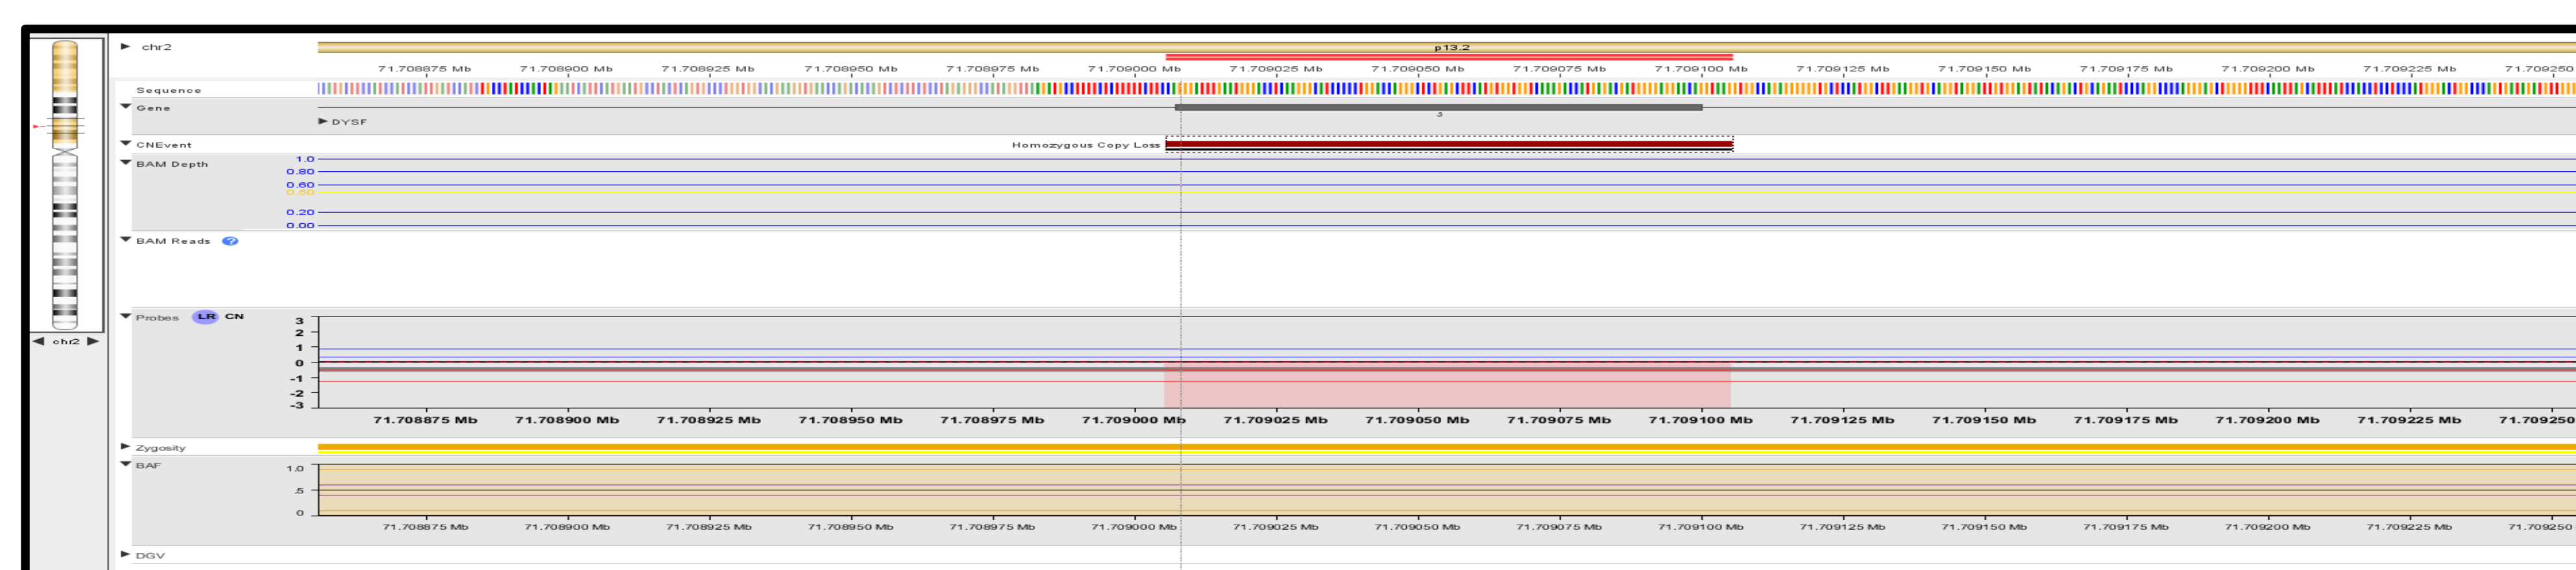 chr2
p13.2
71.708875 Mb 71.708900 Mb 71.708925 Mb 71.708950 Mb 71.708975 Mb 71.709000 Mb 71.709025 Mb 71.709050 Mb 71.709075 Mb 71.709100 Mb 71.709125 Mb 71.709150 Mb 71.709175 Mb 71.709200 Mb 71.709225 Mb 71.709250
Sequence
Gene
3
DYSF
CNEvent
Homozygous Copy Loss
BAM Depth
1.0
0.80
0.60
0.50
0.20
0.00
BAM Reads ?
Probes LR CN
3
2
1
0
-1
-2
-3
chr2
71.708875 Mb 71.708900 Mb 71.708925 Mb 71.708950 Mb 71.708975 Mb 71.709000 Mb 71.709025 Mb 71.709050 Mb 71.709075 Mb 71.709100 Mb 71.709125 Mb 71.709150 Mb 71.709175 Mb 71.709200 Mb 71.709225 Mb 71.709250
Zygosity
BAF
1.0
.5
0
71.708875 Mb 71.708900 Mb 71.708925 Mb 71.708950 Mb 71.708975 Mb 71.709000 Mb 71.709025 Mb 71.709050 Mb 71.709075 Mb 71.709100 Mb 71.709125 Mb 71.709150 Mb 71.709175 Mb 71.709200 Mb 71.709225 Mb 71.709250
DGV